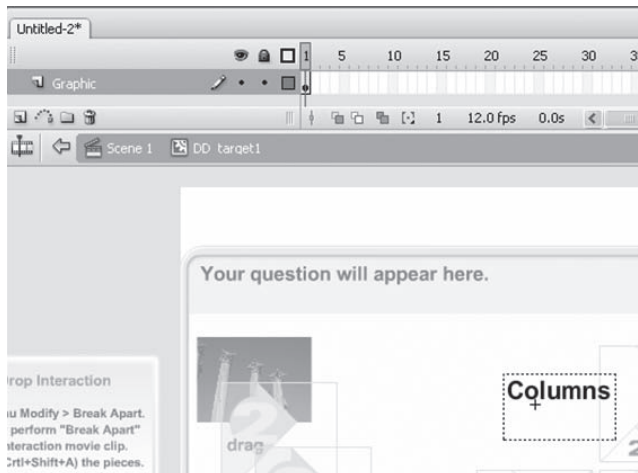 Untitled-2*
1 5 10 15 20 25 30
Graphic
1 12.0 fps 0.0s
Scene 1 DD target1
Your question will appear here.
Columns
drag
2
rop Interaction
u Modify > Break Apart.
perform "Break Apart"
nteraction movie clip.
Crtl+Shift+A) the pieces.